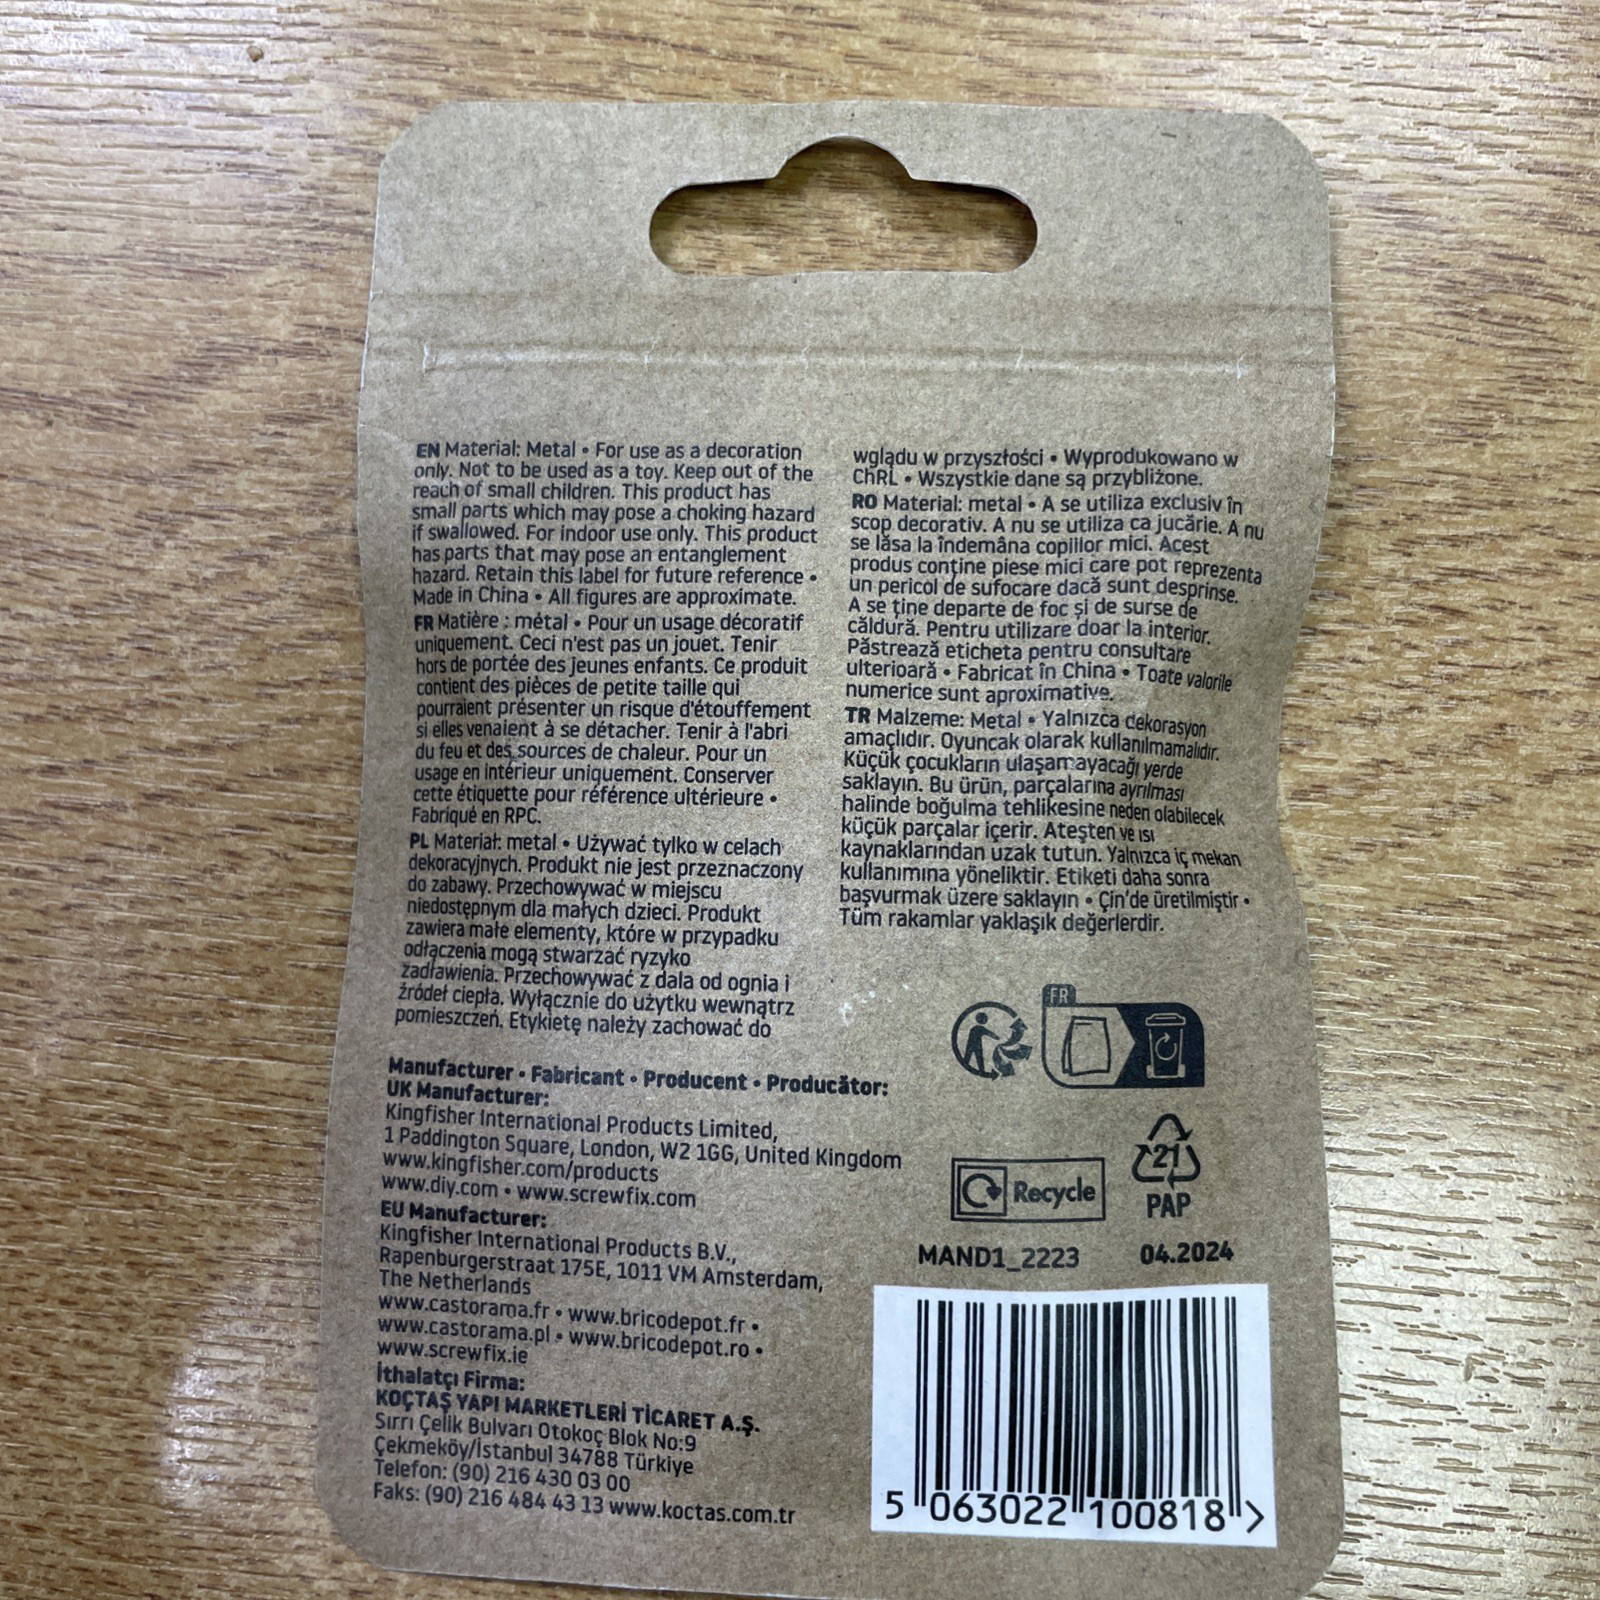 EN Material: Metal • For use as a decoration
only. Not to be used as a toy. Keep out of the
reach of small children. This product has
small parts which may pose a choking hazard
if swallowed. For indoor use only. This product
has parts that may pose an entanglement
hazard. Retain this label for future reference •
Made in China • All figures are approximate.
FR Matière : métal • Pour un usage décoratif
uniquement. Ceci n'est pas un jouet. Tenir
hors de portée des jeunes enfants. Ce produit
contient des pièces de petite taille qui
pourraient présenter un risque d'étouffement
si elles venaient à se détacher. Tenir à l'abri
du feu et des sources de chaleur. Pour un
usage en intérieur uniquement. Conserver
cette étiquette pour référence ultérieure •
Fabriqué en RPC.
PL Materiał: metal • Używać tylko w celach
dekoracyjnych. Produkt nie jest przeznaczony
do zabawy. Przechowywać w miejscu
niedostępnym dla małych dzieci. Produkt
zawiera małe elementy, które w przypadku
odłączenia mogą stwarzać ryzyko
zadławienia. Przechowywać z dala od ognia i
źródeł ciepła. Wyłącznie do użytku wewnątrz
pomieszczeń. Etykietę należy zachować do
wglądu w przyszłości • Wyprodukowano w
ChRL • Wszystkie dane są przybliżone.
RO Material: metal • A se utiliza exclusiv în
scop decorativ. A nu se utiliza ca jucărie. A nu
se lăsa la îndemâna copiilor mici. Acest
produs conține piese mici care pot reprezenta
un pericol de sufocare dacă sunt desprinse.
A se ține departe de foc și de surse de
căldură. Pentru utilizare doar la interior.
Păstrează eticheta pentru consultare
ulterioară • Fabricat în China • Toate valorile
numerice sunt aproximative.
TR Malzeme: Metal • Yalnızca dekorasyon
amaçlıdır. Oyuncak olarak kullanılmamalıdır.
Küçük çocukların ulaşamayacağı yerde
saklayın. Bu ürün, parçalarına ayrılması
halinde boğulma tehlikesine neden olabilecek
küçük parçalar içerir. Ateşten ve ısı
kaynaklarından uzak tutun. Yalnızca iç mekan
kullanımına yöneliktir. Etiketi daha sonra
başvurmak üzere saklayın • Çin'de üretilmiştir •
Tüm rakamlar yaklaşık değerlerdir.
FR
Manufacturer • Fabricant • Producent • Producător:
UK Manufacturer:
Kingfisher International Products Limited,
1 Paddington Square, London, W2 1GG, United Kingdom
www.kingfisher.com/products
www.diy.com • www.screwfix.com
EU Manufacturer:
Kingfisher International Products B.V.,
Rapenburgerstraat 175E, 1011 VM Amsterdam,
The Netherlands
www.castorama.fr • www.bricodepot.fr •
www.castorama.pl • www.bricodepot.ro •
www.screwfix.ie
İthalatçı Firma:
KOÇTAŞ YAPI MARKETLERİ TİCARET A.Ş.
Sırrı Çelik Bulvarı Otokoç Blok No:9
Çekmeköy/İstanbul 34788 Türkiye
Telefon: (90) 216 430 03 00
Faks: (90) 216 484 43 13 www.koctas.com.tr
Recycle
21
PAP
MAND1_2223 04.2024
5 063022 100818 >